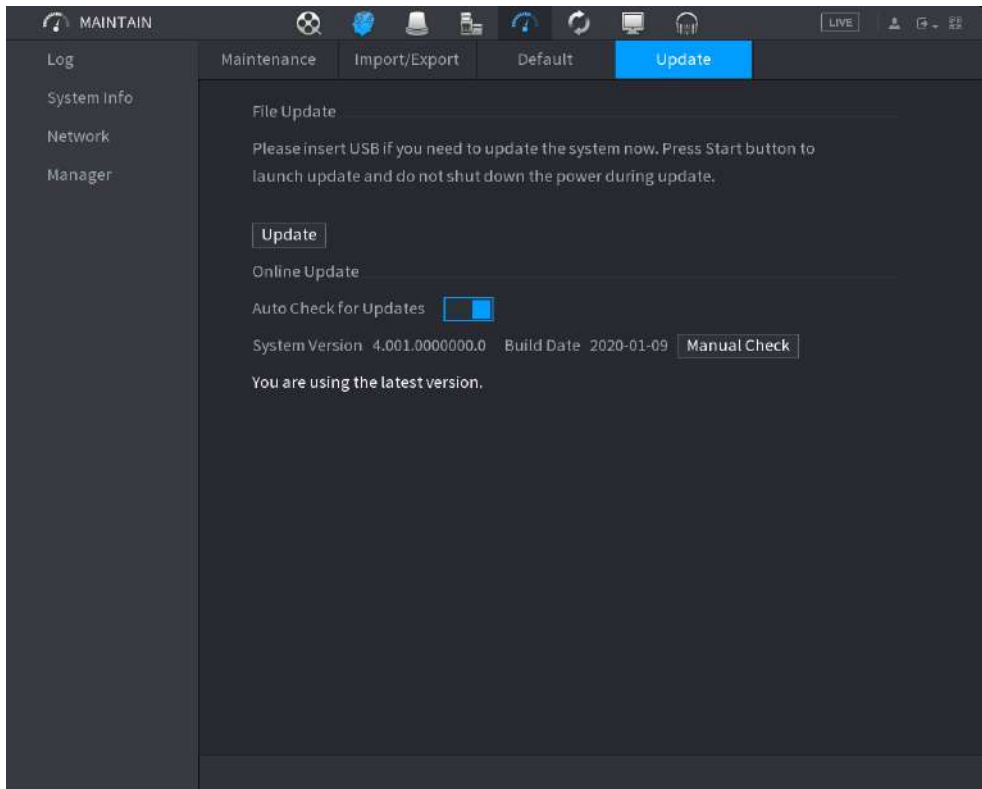 MAINTAIN
LIVE
Log
System Info
Network
Manager
Maintenance Import/Export Default Update
File Update
Please insert USB if you need to update the system now. Press Start button to
launch update and do not shut down the power during update.
Update
Online Update
Auto Check for Updates
System Version 4.001.0000000.0 Build Date 2020-01-09 Manual Check
You are using the latest version.